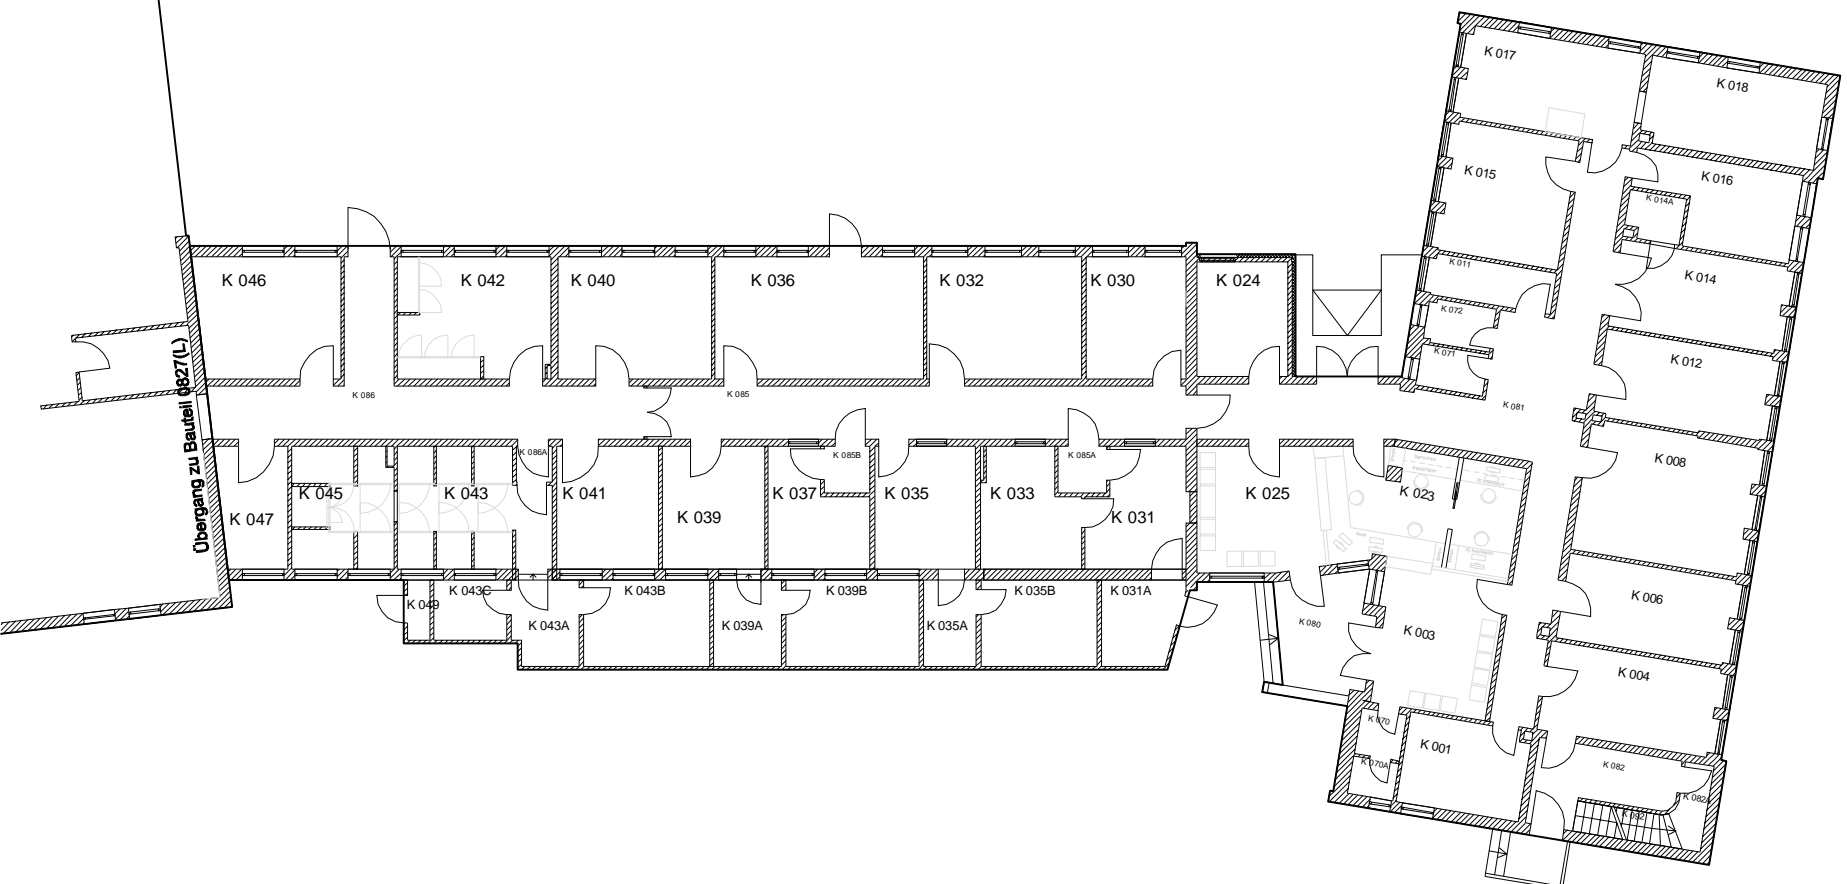 K 017
K 018
K 015
K 016
K 014A
K 011
K 014
K 046
K 042
K 040
K 036
K 032
K 030
K 024
K 072
K 071
K 012
K 086
K 085
K 081
Übergang zu Bauteil 0827(L)
K 086A
K 085B
K 085A
K 008
K 047
K 045
K 043
K 041
K 039
K 037
K 035
K 033
K 031
K 025
K 023
K 049
K 043C
K 043A
K 043B
K 039A
K 039B
K 035A
K 035B
K 031A
K 080
K 003
K 006
K 004
K 070
K 001
K 070A
K 082
K 082A
K 092